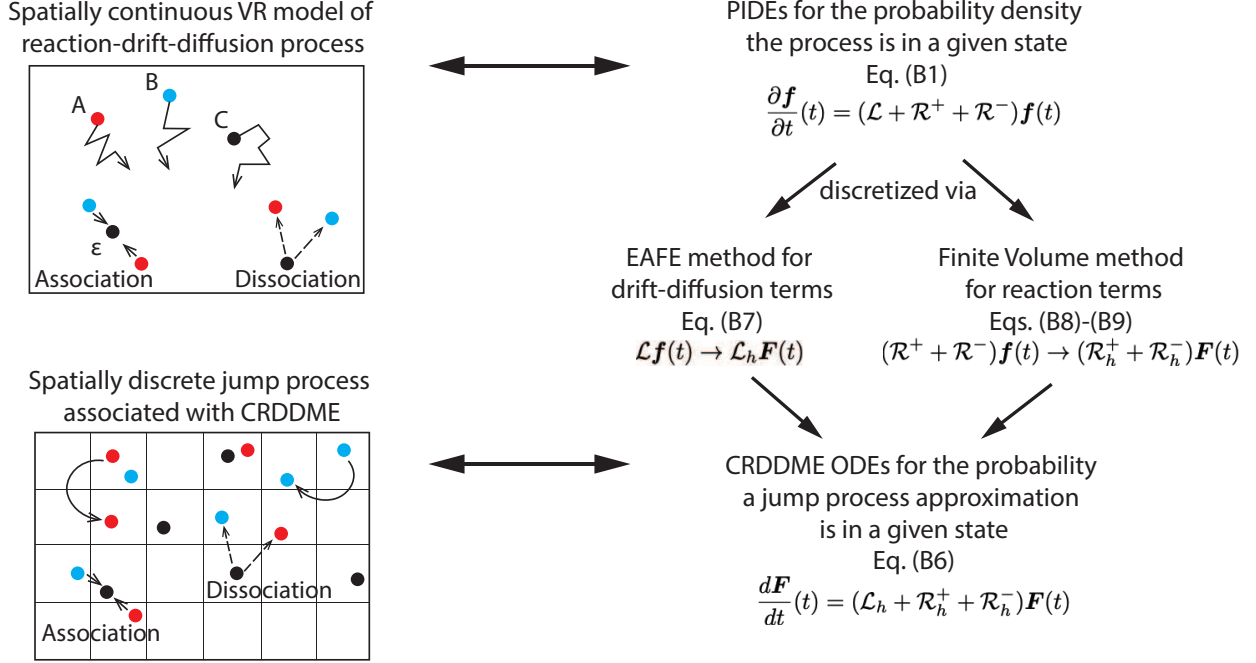 Spatially continuous VR model of
reaction-drift-diffusion process
A
B
C
ε
Association
Dissociation
PIDEs for the probability density
the process is in a given state
Eq. (B1)
∂𝒇/∂t (t) = (ℒ + ℛ⁺ + ℛ⁻)𝒇(t)
discretized via
EAFE method for
drift-diffusion terms
Eq. (B7)
ℒ𝒇(t) → ℒₕ𝑭(t)
Finite Volume method
for reaction terms
Eqs. (B8)-(B9)
(ℛ⁺ + ℛ⁻)𝒇(t) → (ℛₕ⁺ + ℛₕ⁻)𝑭(t)
Spatially discrete jump process
associated with CRDDME
Dissociation
Association
CRDDME ODEs for the probability
a jump process approximation
is in a given state
Eq. (B6)
d𝑭/dt (t) = (ℒₕ + ℛₕ⁺ + ℛₕ⁻)𝑭(t)